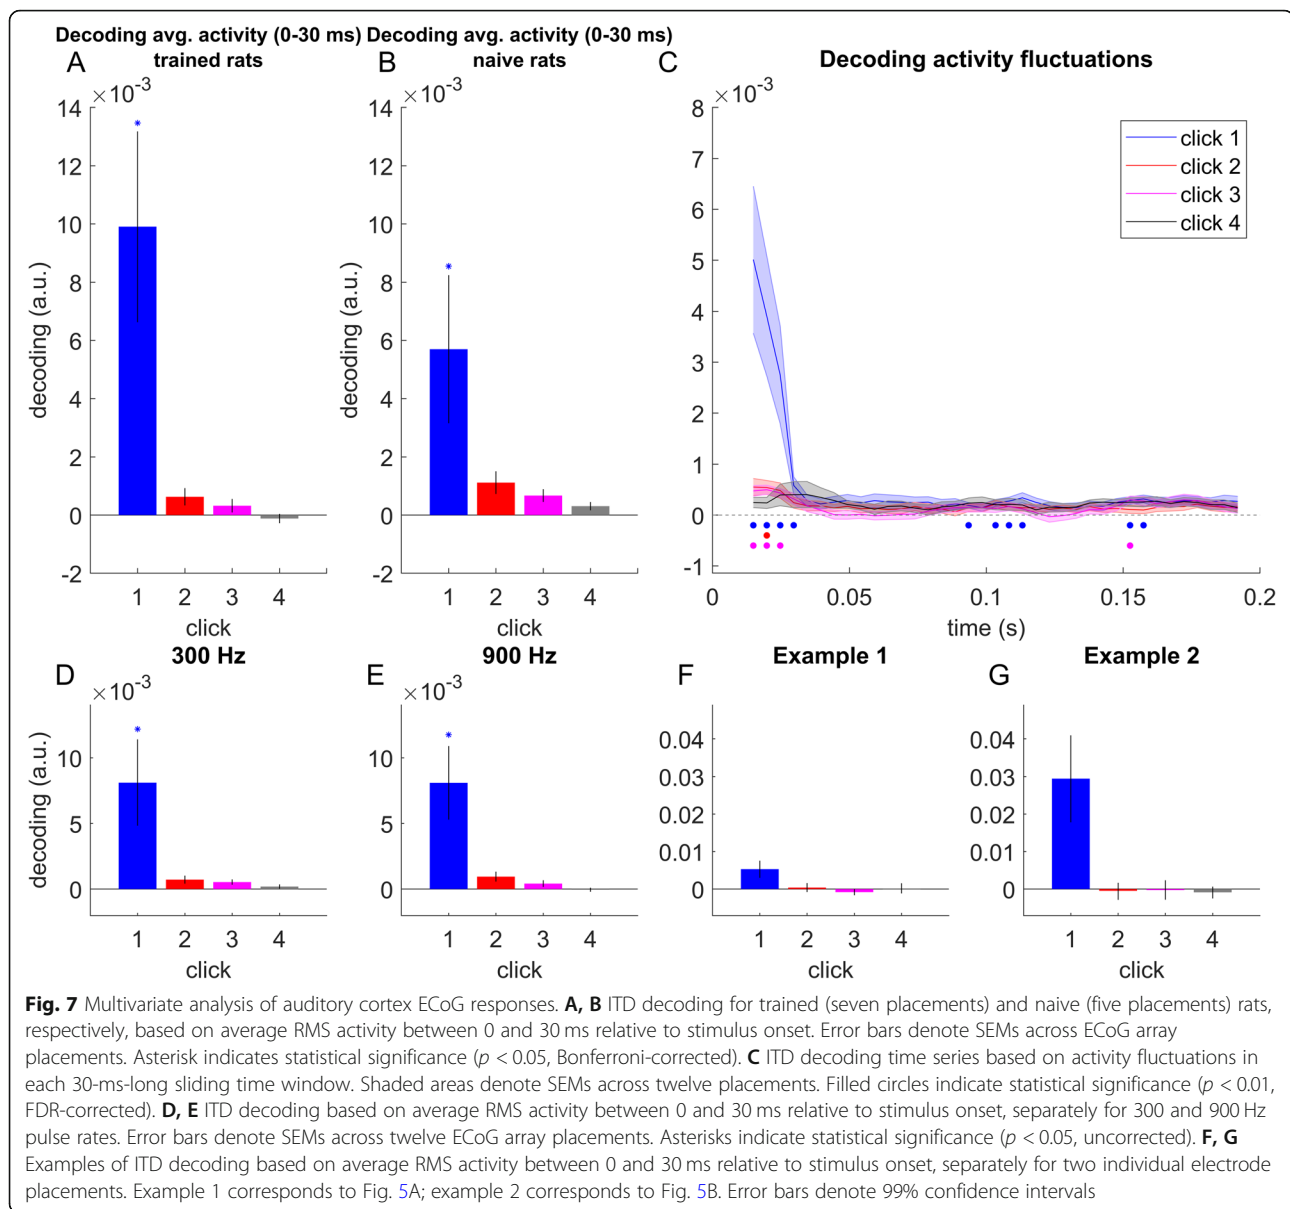 Decoding avg. activity (0-30 ms)
trained rats
A
×10⁻³
14
12
10
8
6
4
2
0
-2
decoding (a.u.)
1 2 3 4
click
Decoding avg. activity (0-30 ms)
naive rats
B
×10⁻³
14
12
10
8
6
4
2
0
-2
decoding (a.u.)
1 2 3 4
click
C
Decoding activity fluctuations
×10⁻³
8
7
6
5
4
3
2
1
0
-1
click 1
click 2
click 3
click 4
0 0.05 0.1 0.15 0.2
time (s)
D
300 Hz
×10⁻³
10
5
0
decoding (a.u.)
1 2 3 4
click
E
900 Hz
×10⁻³
10
5
0
1 2 3 4
click
F
Example 1
0.04
0.03
0.02
0.01
0
1 2 3 4
click
G
Example 2
0.04
0.03
0.02
0.01
0
1 2 3 4
click
Fig. 7 Multivariate analysis of auditory cortex ECoG responses. A, B ITD decoding for trained (seven placements) and naive (five placements) rats,
respectively, based on average RMS activity between 0 and 30 ms relative to stimulus onset. Error bars denote SEMs across ECoG array
placements. Asterisk indicates statistical significance (p < 0.05, Bonferroni-corrected). C ITD decoding time series based on activity fluctuations in
each 30-ms-long sliding time window. Shaded areas denote SEMs across twelve placements. Filled circles indicate statistical significance (p < 0.01,
FDR-corrected). D, E ITD decoding based on average RMS activity between 0 and 30 ms relative to stimulus onset, separately for 300 and 900 Hz
pulse rates. Error bars denote SEMs across twelve ECoG array placements. Asterisks indicate statistical significance (p < 0.05, uncorrected). F, G
Examples of ITD decoding based on average RMS activity between 0 and 30 ms relative to stimulus onset, separately for two individual electrode
placements. Example 1 corresponds to Fig. 5A; example 2 corresponds to Fig. 5B. Error bars denote 99% confidence intervals